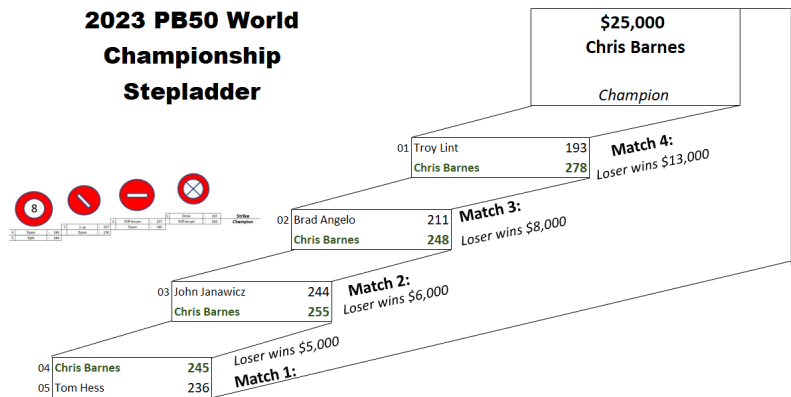 2023 PB50 World
Championship
Stepladder
$25,000
Chris Barnes
Champion
01 Troy Lint 193
Chris Barnes 278
Match 4:
Loser wins $13,000
8
Strike
Champion
02 Brad Angelo 211
Chris Barnes 248
Match 3:
Loser wins $8,000
03 John Janawicz 244
Chris Barnes 255
Match 2:
Loser wins $6,000
Loser wins $5,000
04 Chris Barnes 245
05 Tom Hess 236
Match 1: